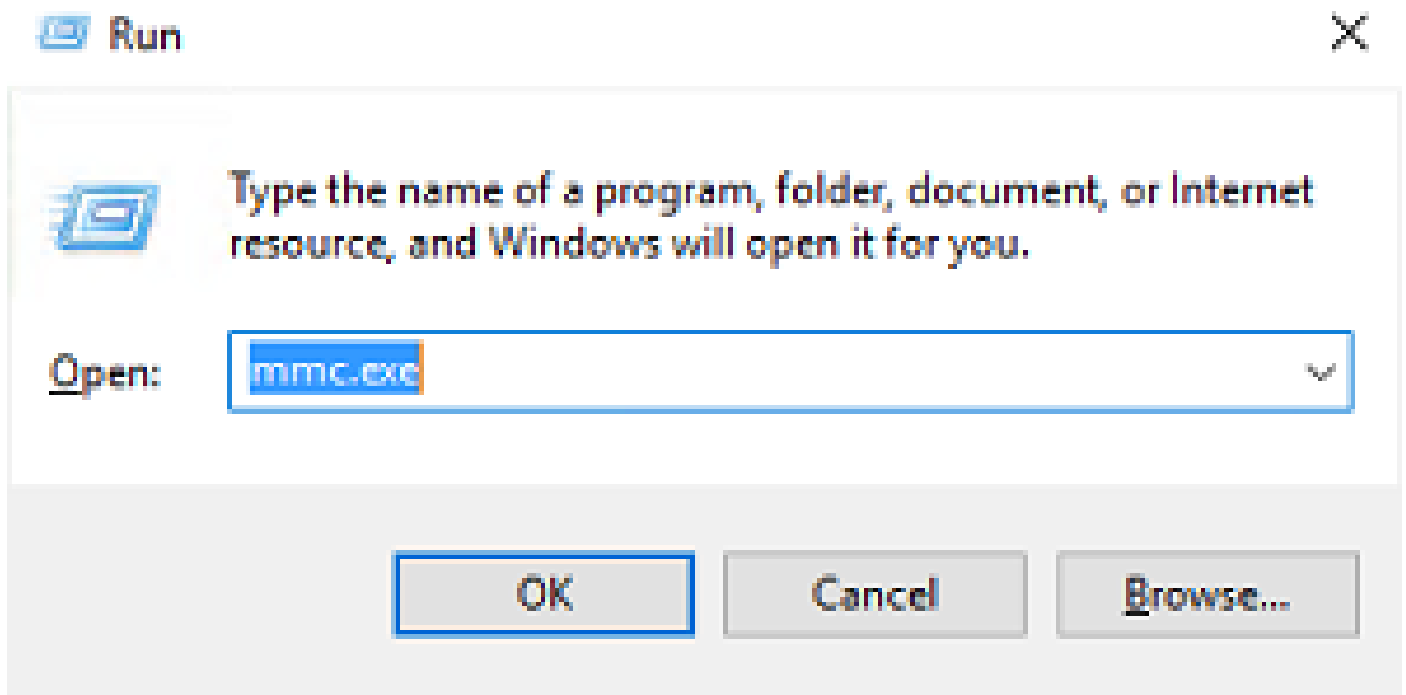 Run
Type the name of a program, folder, document, or Internet
resource, and Windows will open it for you.
Open:
mmc.exe
OK
Cancel
Browse...